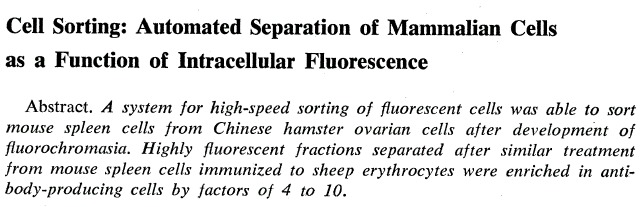 Cell Sorting: Automated Separation of Mammalian Cells
as a Function of Intracellular Fluorescence
Abstract. A system for high-speed sorting of fluorescent cells was able to sort
mouse spleen cells from Chinese hamster ovarian cells after development of
fluorochromasia. Highly fluorescent fractions separated after similar treatment
from mouse spleen cells immunized to sheep erythrocytes were enriched in anti-
body-producing cells by factors of 4 to 10.